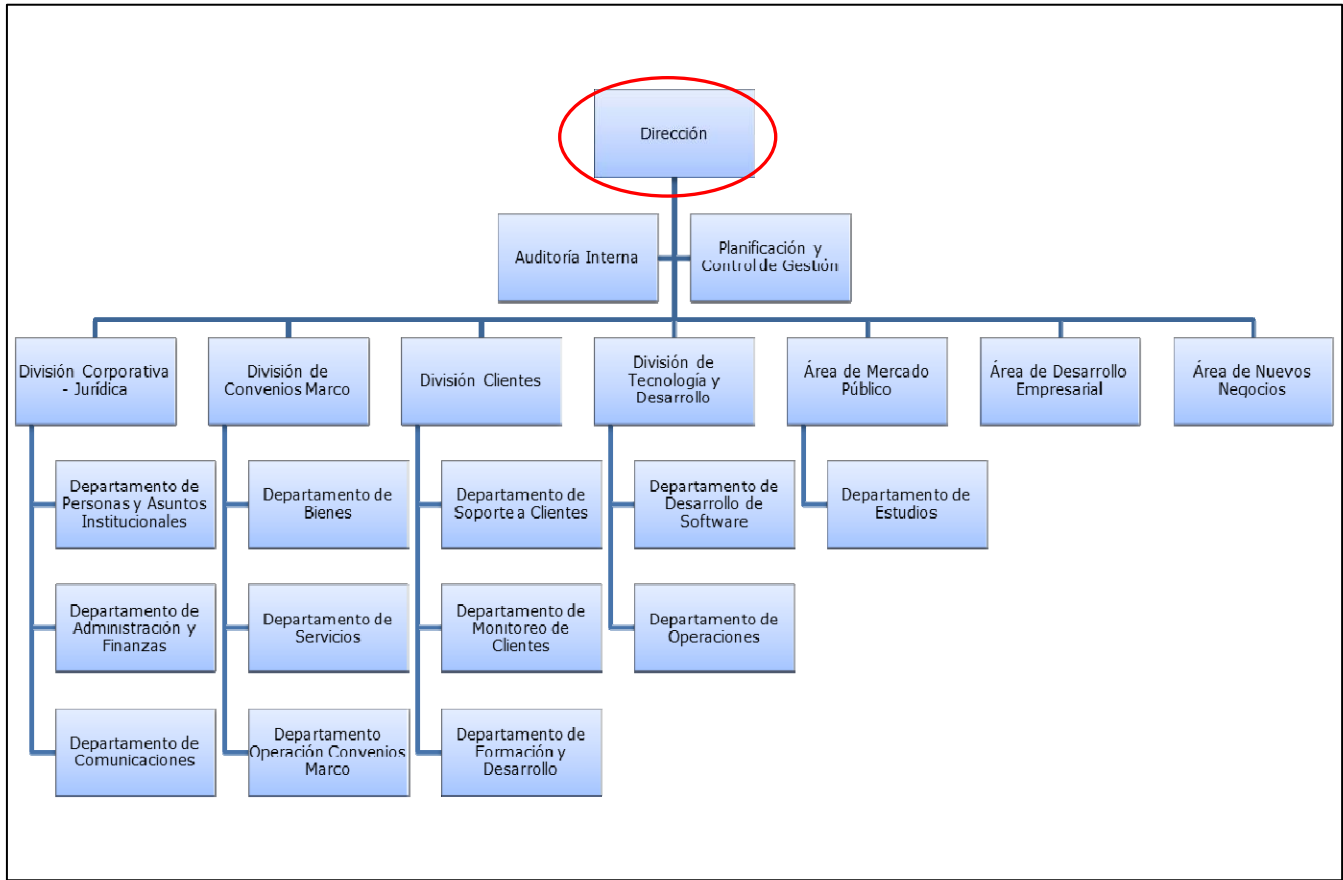 Dirección
Auditoría Interna
Planificación y
Control de Gestión
División Corporativa
- Jurídica
División de
Convenios Marco
División Clientes
División de
Tecnología y
Desarrollo
Área de Mercado
Público
Área de Desarrollo
Empresarial
Área de Nuevos
Negocios
Departamento de
Personas y Asuntos
Institucionales
Departamento de
Bienes
Departamento de
Soporte a Clientes
Departamento de
Desarrollo de
Software
Departamento de
Estudios
Departamento de
Administración y
Finanzas
Departamento de
Servicios
Departamento de
Monitoreo de
Clientes
Departamento de
Operaciones
Departamento de
Comunicaciones
Departamento
Operación Convenios
Marco
Departamento de
Formación y
Desarrollo